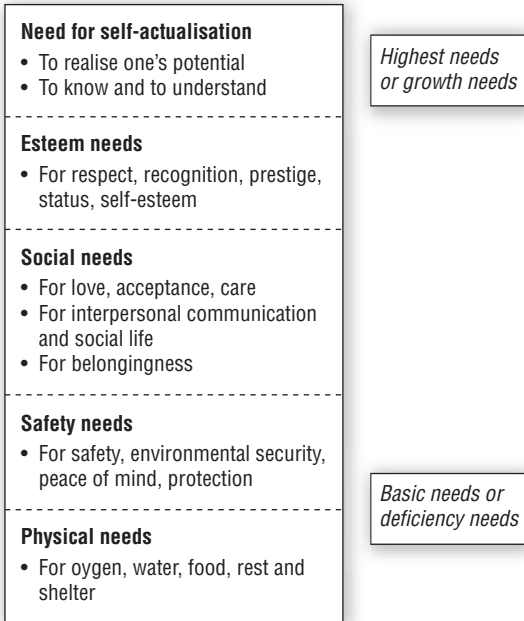 Need for self-actualisation
• To realise one's potential
• To know and to understand
Highest needs
or growth needs
Esteem needs
• For respect, recognition, prestige,
status, self-esteem
Social needs
• For love, acceptance, care
• For interpersonal communication
and social life
• For belongingness
Safety needs
• For safety, environmental security,
peace of mind, protection
Basic needs or
deficiency needs
Physical needs
• For oygen, water, food, rest and
shelter